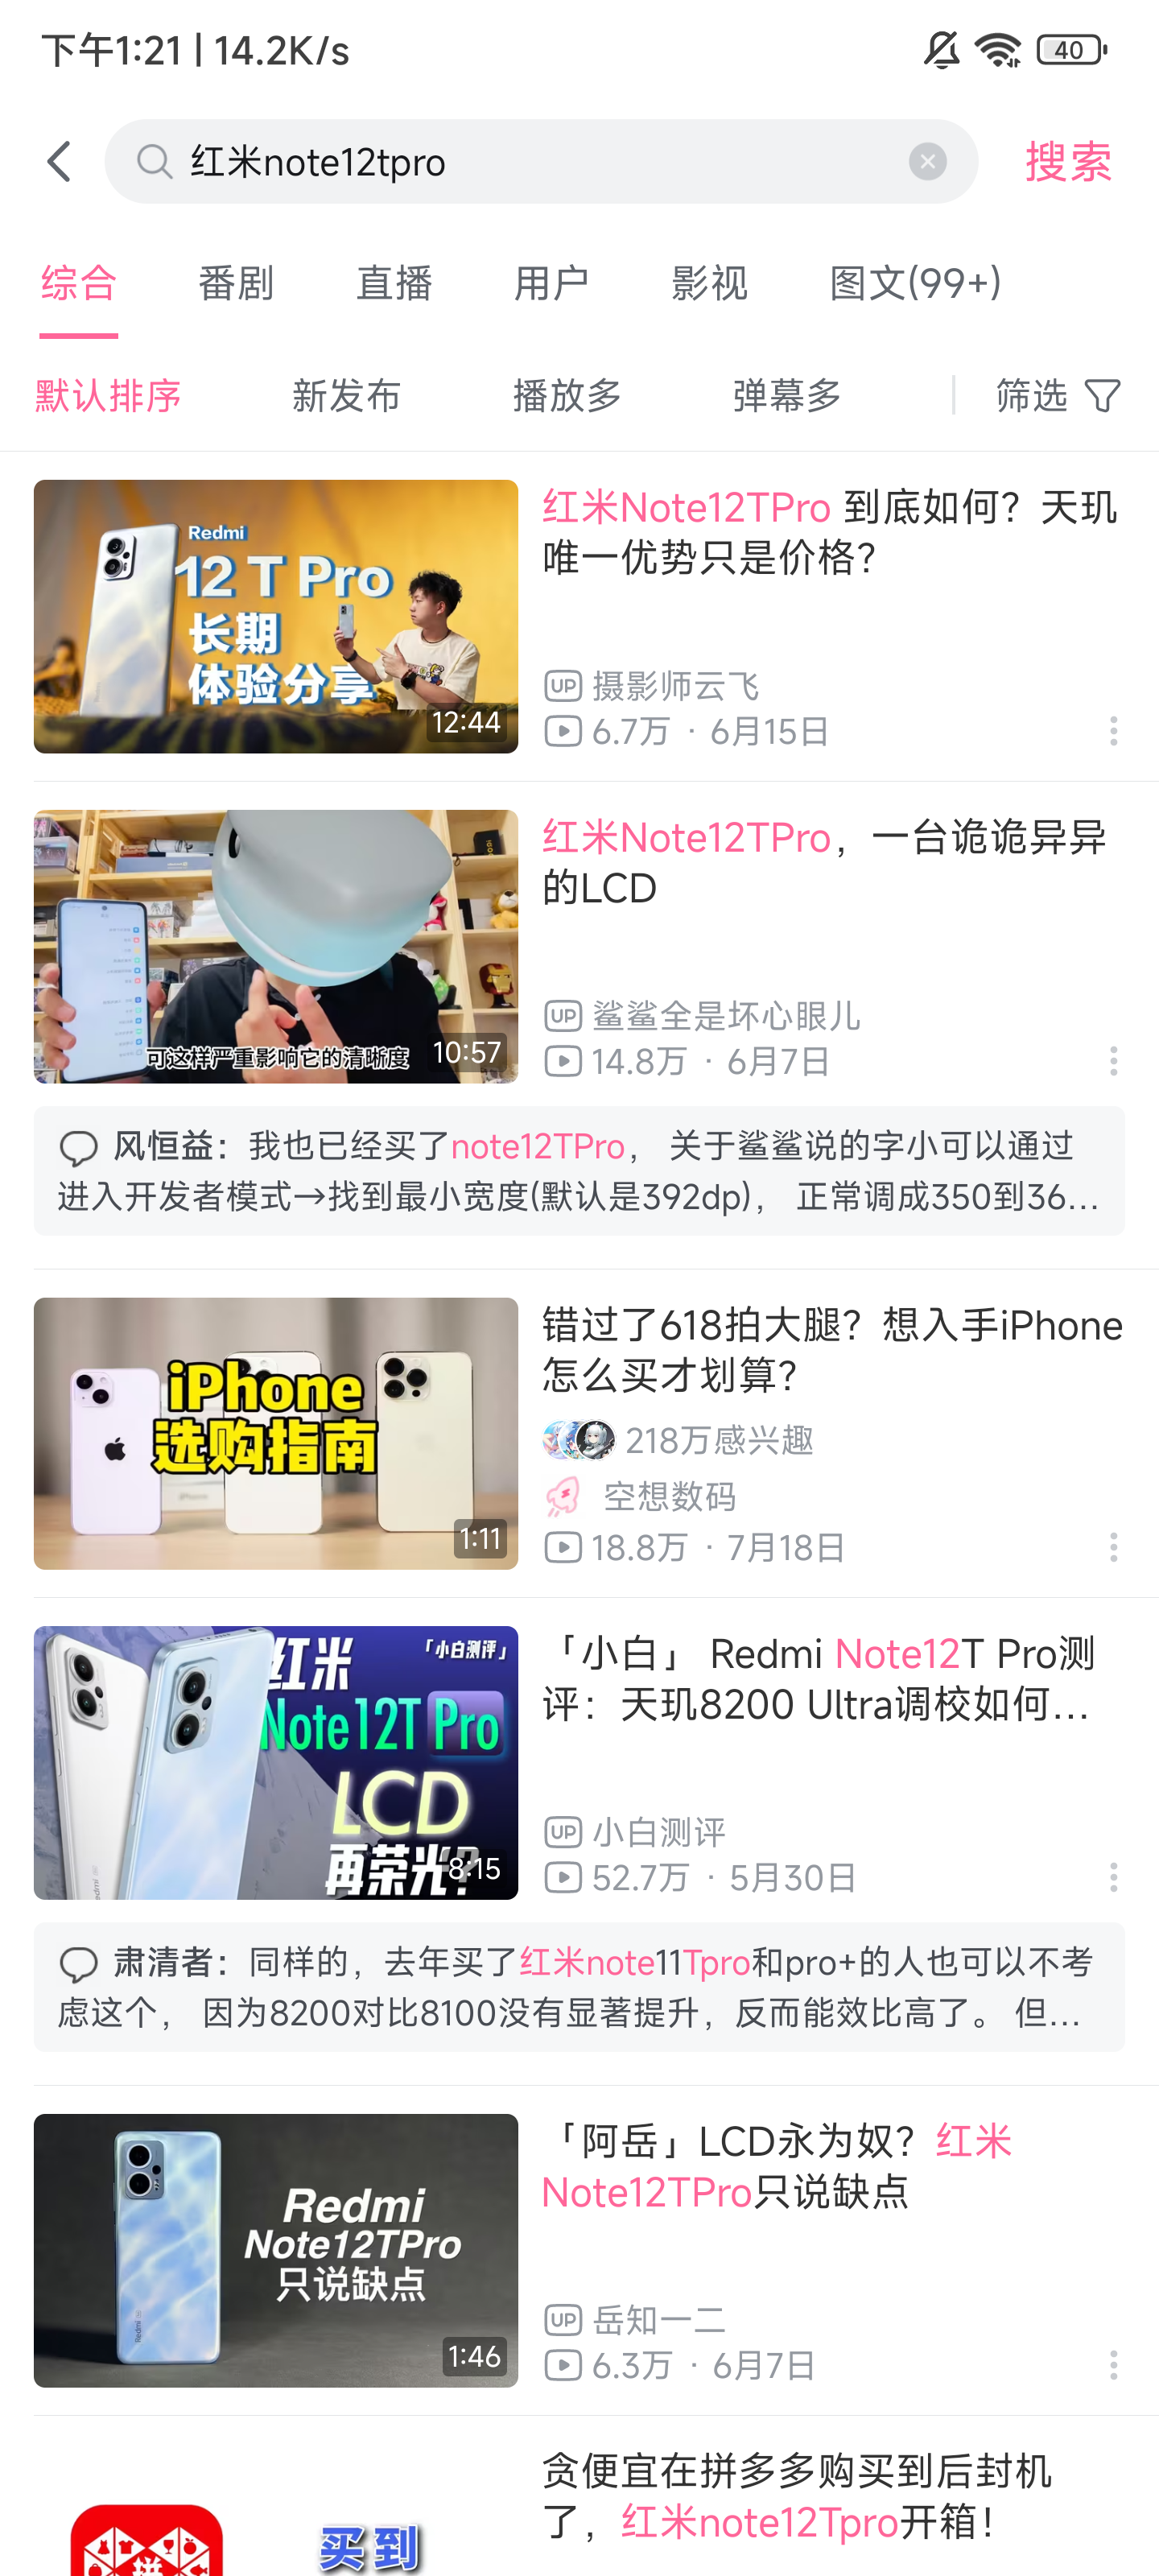 下午1:21 | 14.2K/s
40
红米note12tpro
搜索
综合
番剧
直播
用户
影视
图文(99+)
默认排序
新发布
播放多
弹幕多
筛选
Redmi
12 T Pro
长期
体验分享
12:44
红米Note12TPro 到底如何？天玑
唯一优势只是价格？
UP 摄影师云飞
6.7万 · 6月15日
可这样严重影响它的清晰度
10:57
红米Note12TPro，一台诡诡异异
的LCD
UP 鲨鲨全是坏心眼儿
14.8万 · 6月7日
风恒益：我也已经买了note12TPro， 关于鲨鲨说的字小可以通过
进入开发者模式→找到最小宽度(默认是392dp)， 正常调成350到36...
iPhone
选购指南
1:11
错过了618拍大腿？想入手iPhone
怎么买才划算？
218万感兴趣
空想数码
18.8万 · 7月18日
红米
「小白测评」
Note12T Pro
LCD
再荣光？
8:15
「小白」 Redmi Note12T Pro测
评：天玑8200 Ultra调校如何...
UP 小白测评
52.7万 · 5月30日
肃清者：同样的，去年买了红米note11Tpro和pro+的人也可以不考
虑这个， 因为8200对比8100没有显著提升，反而能效比高了。 但...
Redmi
Note12TPro
只说缺点
Redmi
1:46
「阿岳」LCD永为奴？红米
Note12TPro只说缺点
UP 岳知一二
6.3万 · 6月7日
拼
买到
贪便宜在拼多多购买到后封机
了，红米note12Tpro开箱！